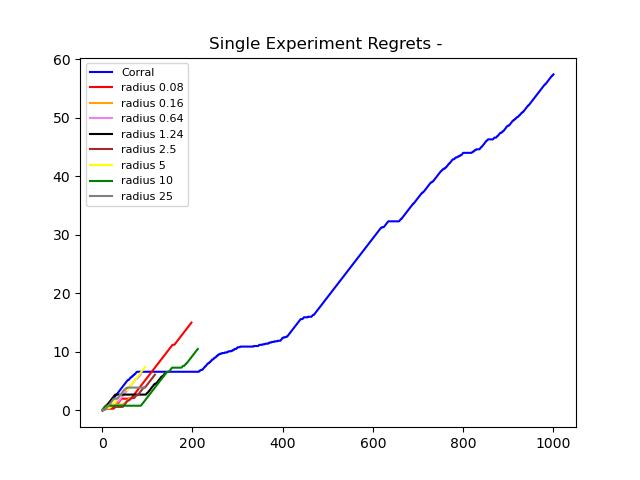 Single Experiment Regrets -
60
50
40
30
20
10
0
Corral
radius 0.08
radius 0.16
radius 0.64
radius 1.24
radius 2.5
radius 5
radius 10
radius 25
0 200 400 600 800 1000